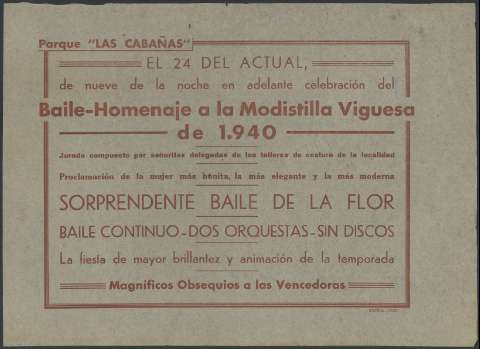 Parque "LAS CABAÑAS"
EL 24 DEL ACTUAL,
de nueve de la noche en adelante celebración del
Baile-Homenaje a la Modistilla Viguesa
de 1.940
Jurado compuesto por señoritas delegadas de los talleres de costura de la localidad
Proclamación de la mujer más bonita, la más elegante y la más moderna
SORPRENDENTE BAILE DE LA FLOR
BAILE CONTINUO-DOS ORQUESTAS-SIN DISCOS
La fiesta de mayor brillantez y animación de la temporada
Magníficos Obsequios a las Vencedoras